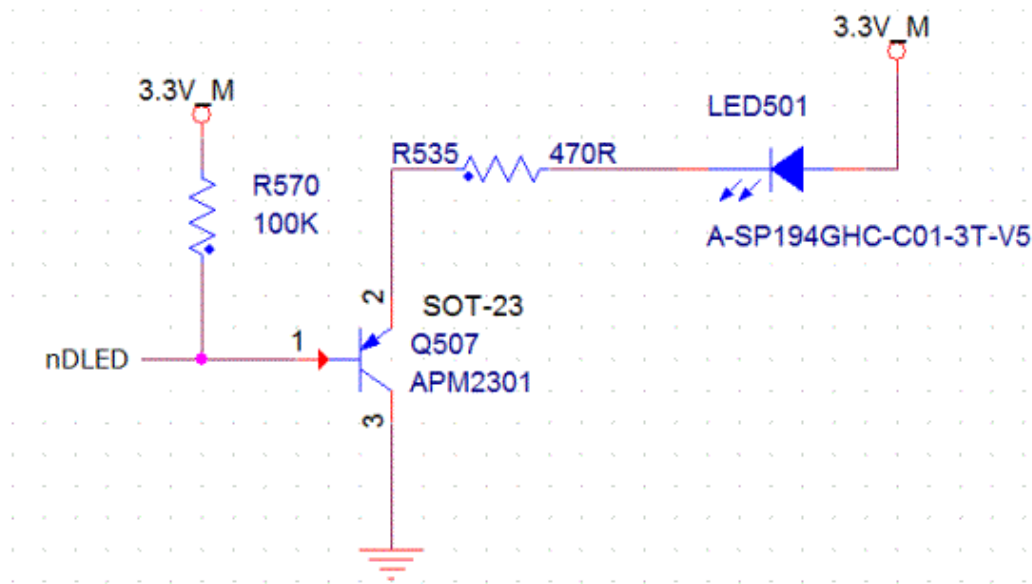 3.3V_M
3.3V_M
LED501
R535
470R
R570
100K
A-SP194GHC-C01-3T-V5
2
SOT-23
1
Q507
nDLED
APM2301
3